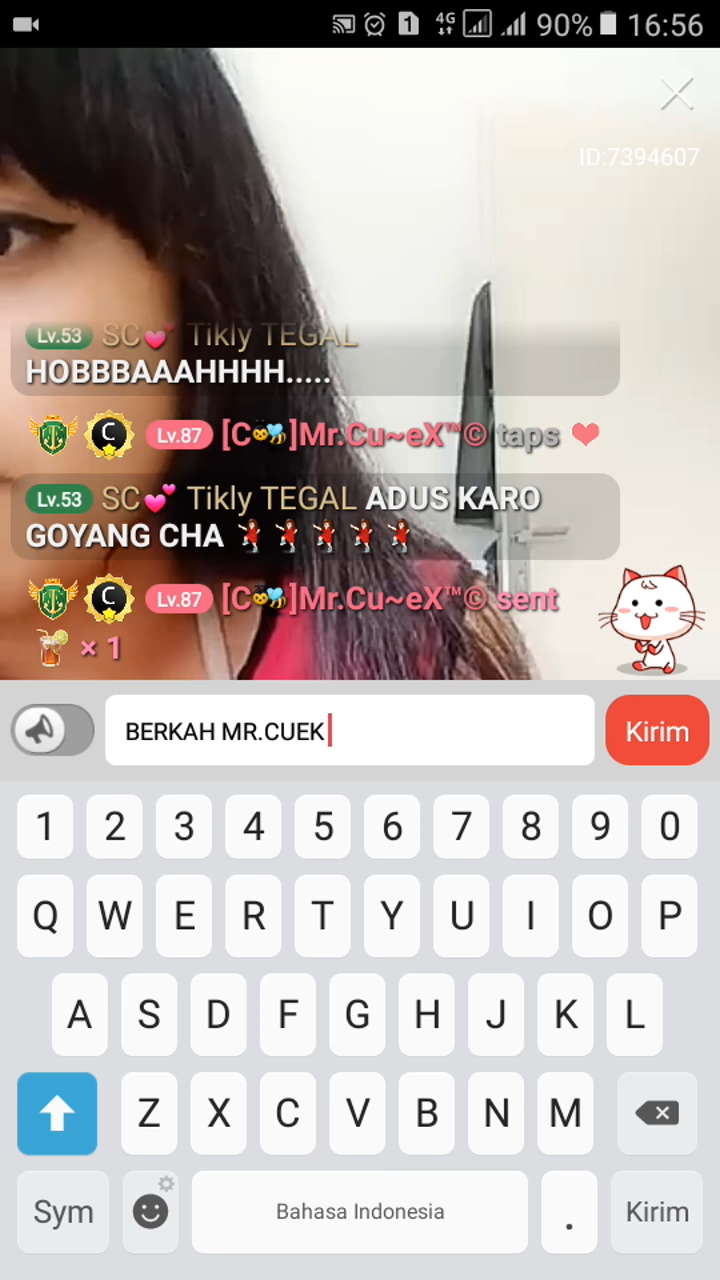 1 4G 90% 16:56
ID:7394607
Lv.53 SC💕 Tikly TEGAL
HOBBBAAAHHHH.....
C Lv.87 [C🐝]Mr.Cu~eX™© taps ❤
Lv.53 SC💕 Tikly TEGAL ADUS KARO
GOYANG CHA 💃💃💃💃💃
C Lv.87 [C🐝]Mr.Cu~eX™© sent
🍹 × 1
BERKAH MR.CUEK Kirim
1 2 3 4 5 6 7 8 9 0
Q W E R T Y U I O P
A S D F G H J K L
Z X C V B N M
Sym Bahasa Indonesia . Kirim